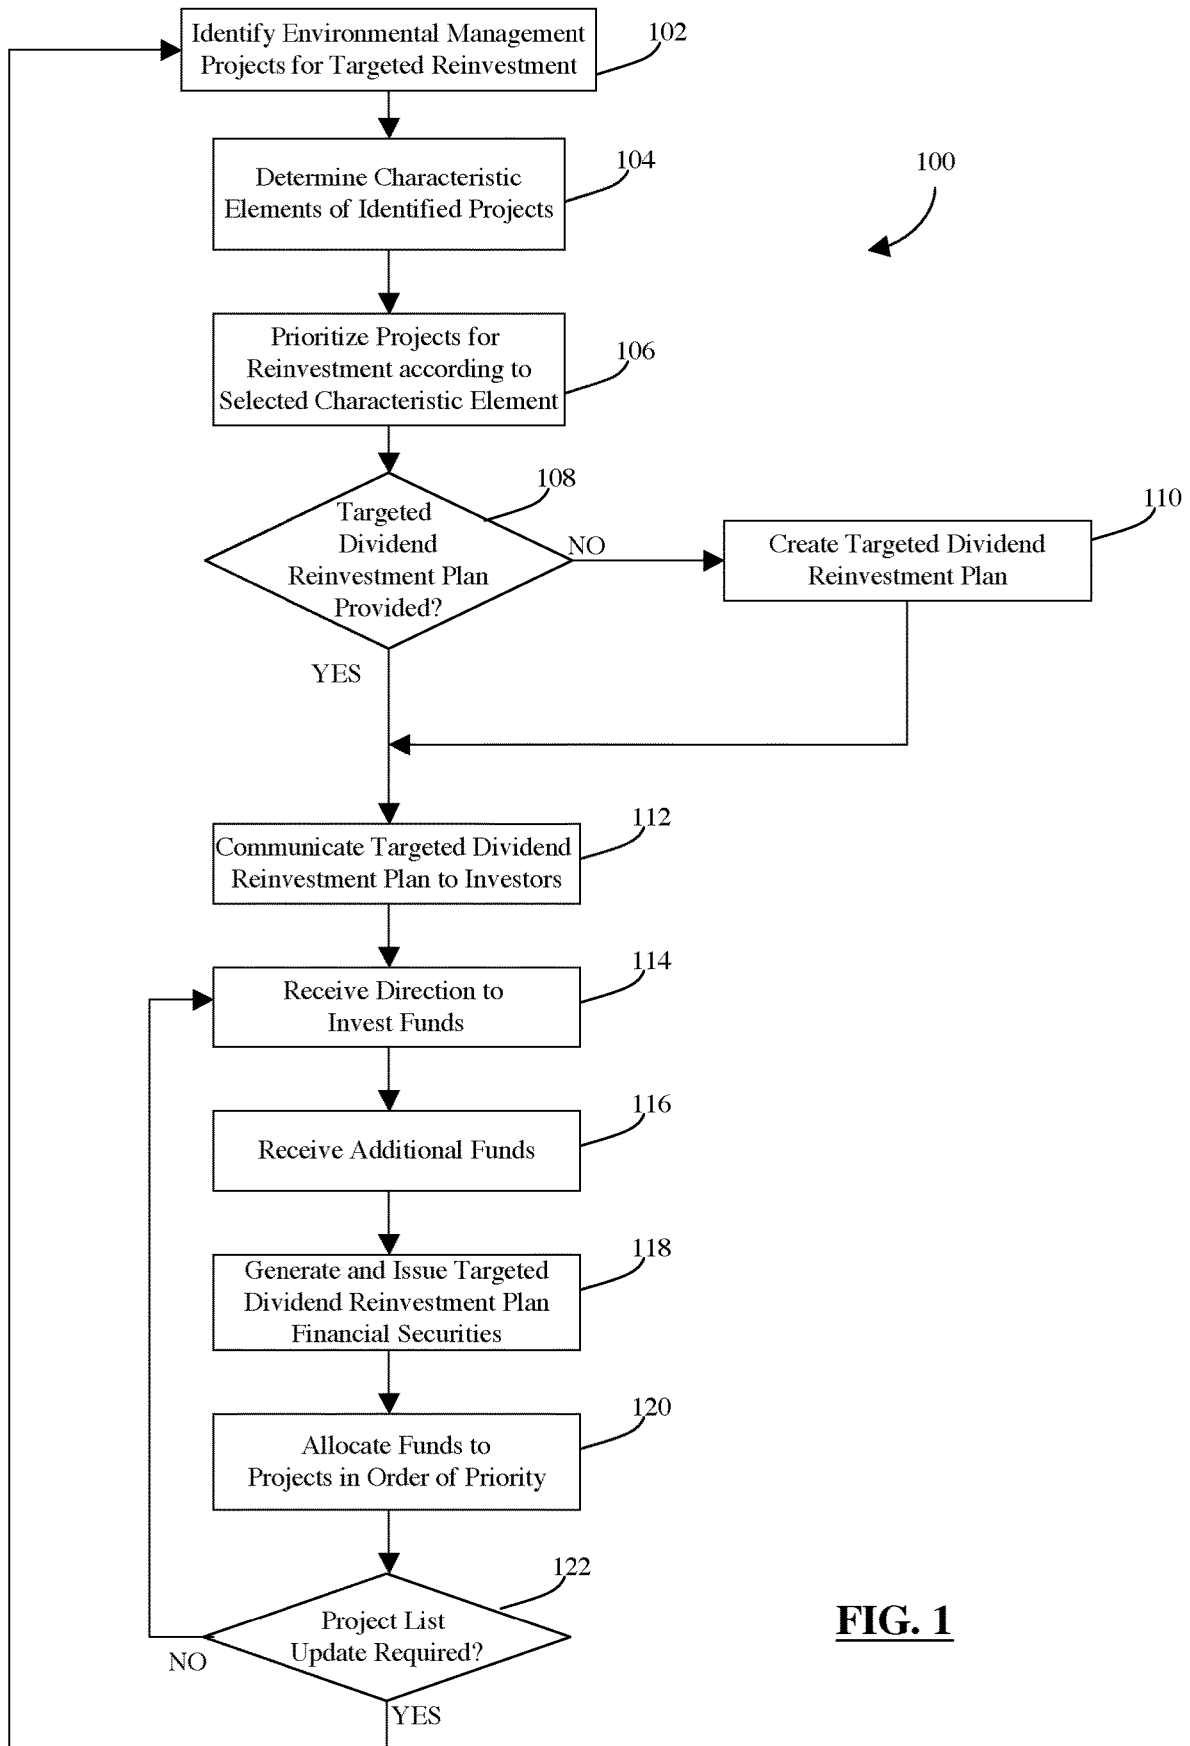 Identify Environmental Management
Projects for Targeted Reinvestment
102
Determine Characteristic
Elements of Identified Projects
104
100
Prioritize Projects for
Reinvestment according to
Selected Characteristic Element
106
Targeted
Dividend
Reinvestment Plan
Provided?
108
NO
Create Targeted Dividend
Reinvestment Plan
110
YES
Communicate Targeted Dividend
Reinvestment Plan to Investors
112
Receive Direction to
Invest Funds
114
Receive Additional Funds
116
Generate and Issue Targeted
Dividend Reinvestment Plan
Financial Securities
118
Allocate Funds to
Projects in Order of Priority
120
Project List
Update Required?
122
NO
YES
FIG. 1